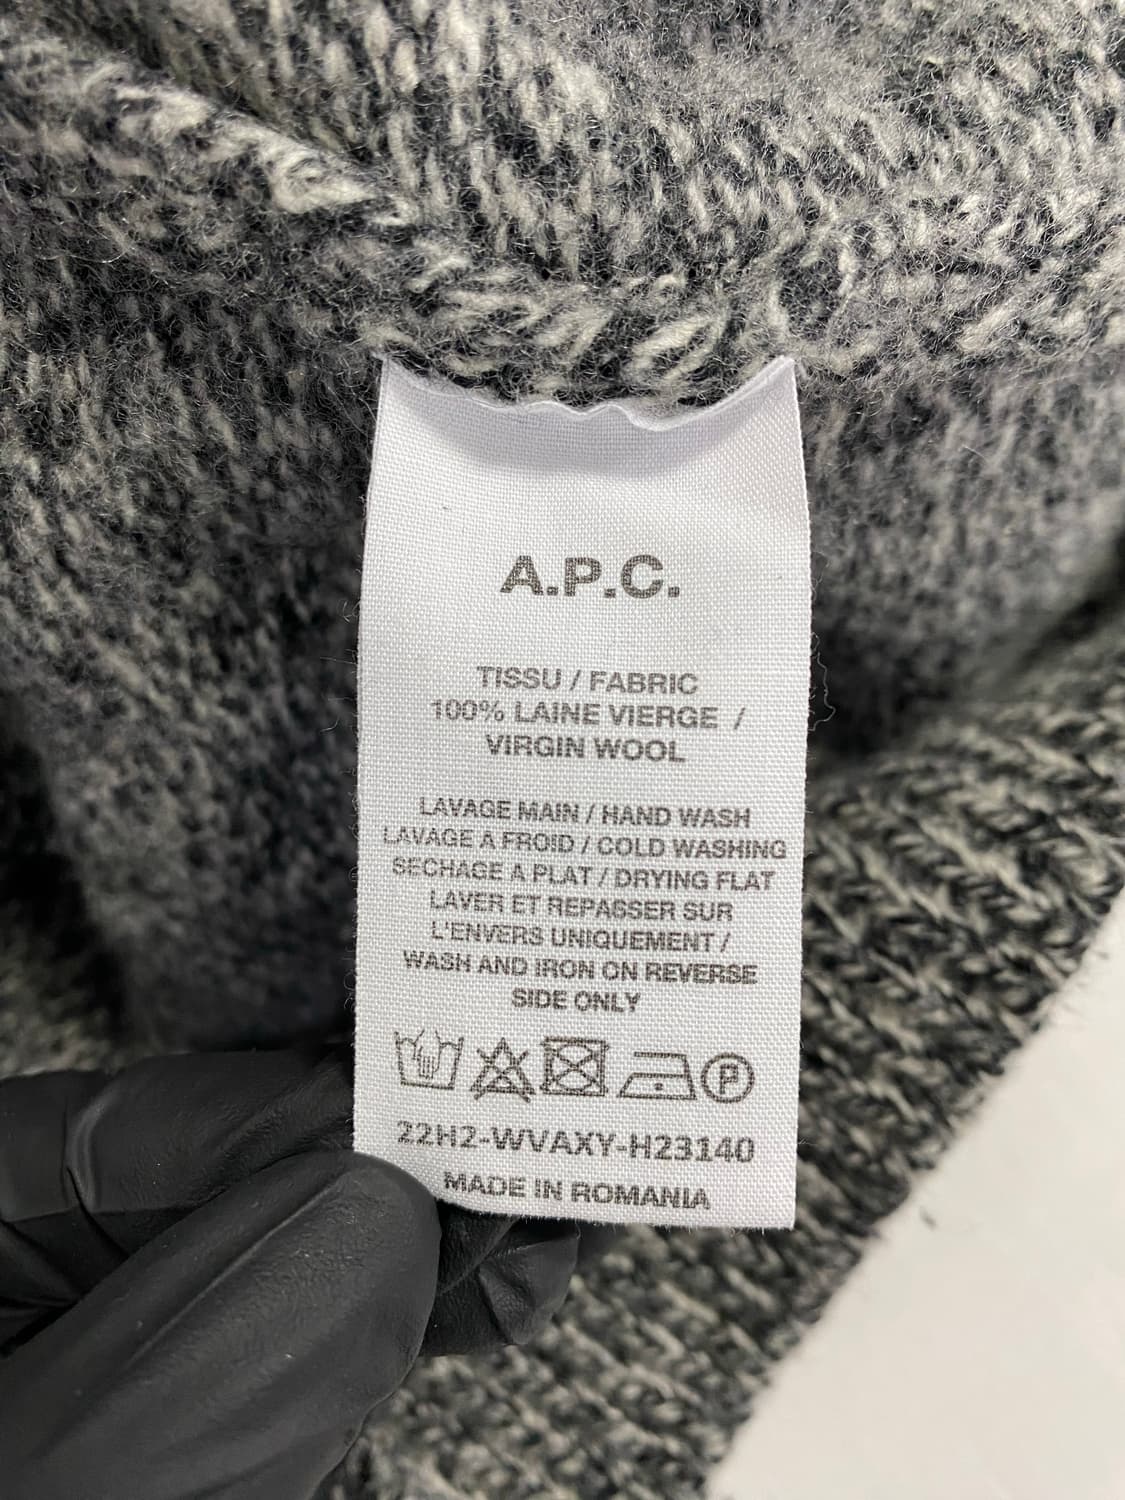 A.P.C.
TISSU / FABRIC
100% LAINE VIERGE /
VIRGIN WOOL
LAVAGE MAIN / HAND WASH
LAVAGE A FROID / COLD WASHING
SECHAGE A PLAT / DRYING FLAT
LAVER ET REPASSER SUR
L'ENVERS UNIQUEMENT /
WASH AND IRON ON REVERSE
SIDE ONLY
P
22H2-WVAXY-H23140
MADE IN ROMANIA